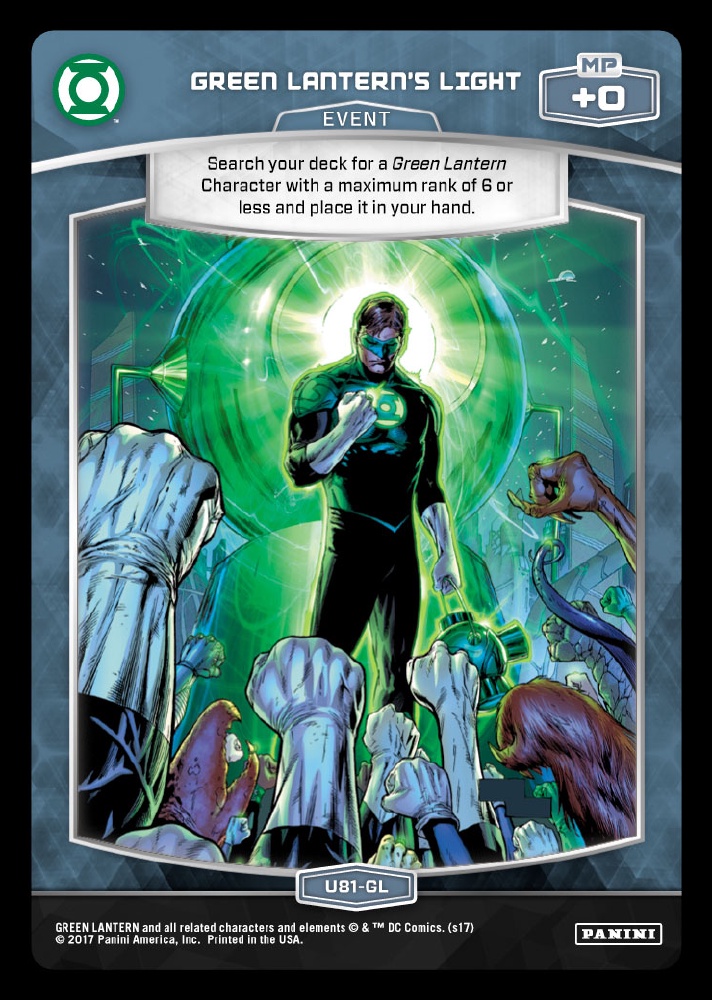 GREEN LANTERN'S LIGHT
MP
+0
EVENT
Search your deck for a Green Lantern
Character with a maximum rank of 6 or
less and place it in your hand.
U81-GL
GREEN LANTERN and all related characters and elements © & ™ DC Comics. (s17)
© 2017 Panini America, Inc. Printed in the USA.
PANINI